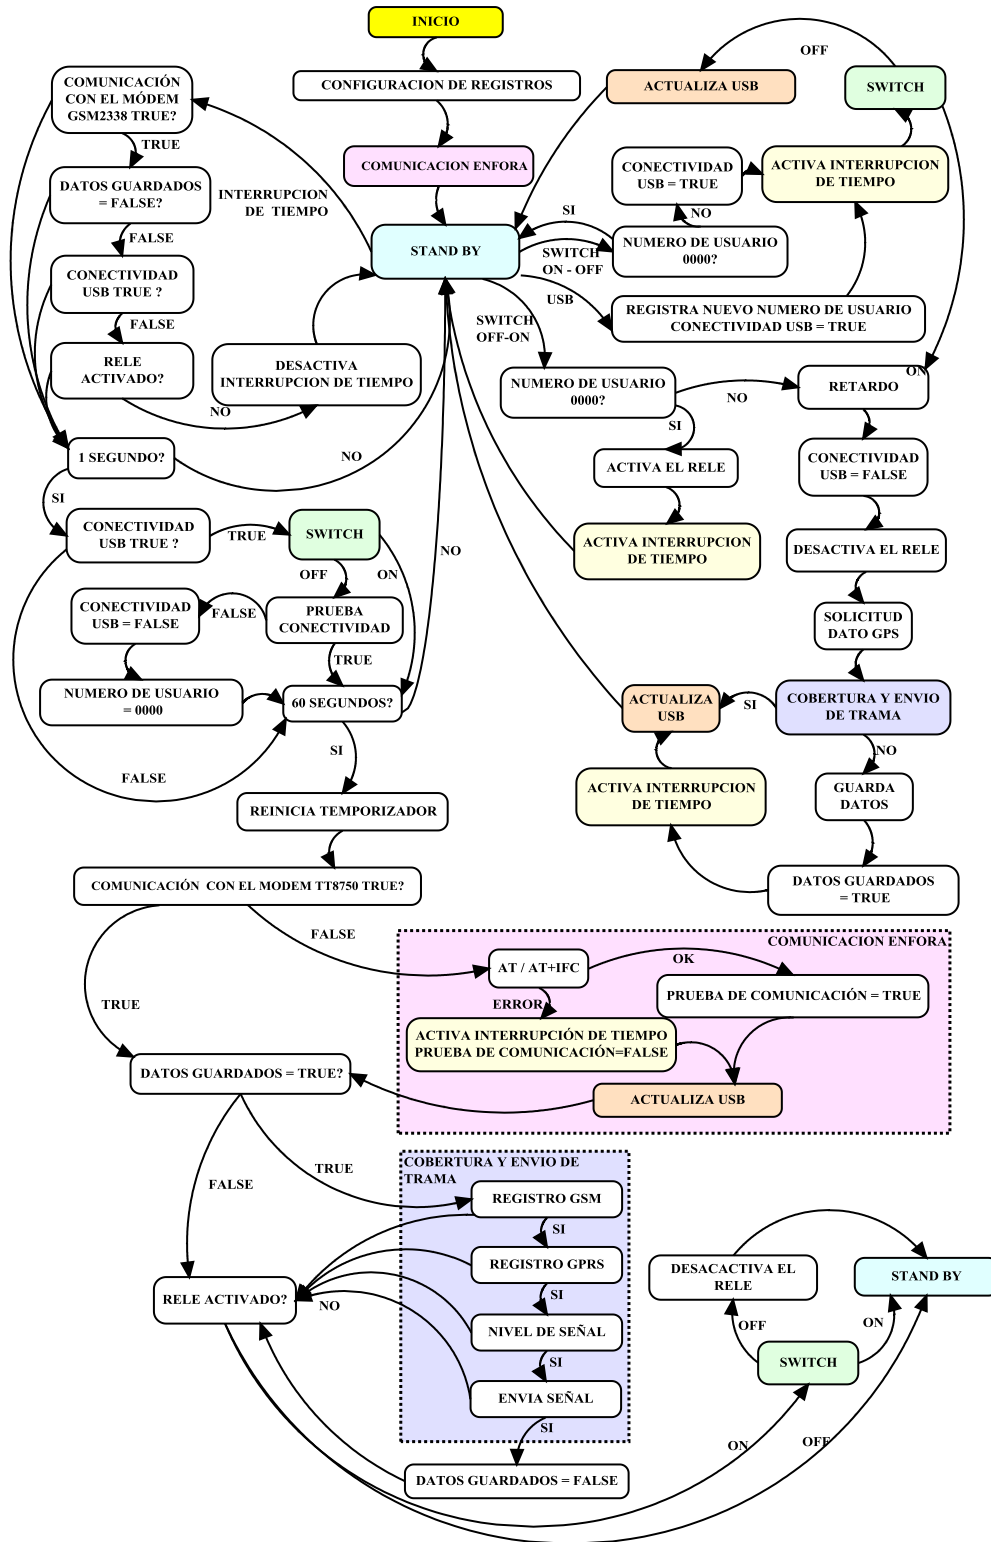 INICIO
CONFIGURACION DE REGISTROS
COMUNICACION ENFORA
STAND BY
COMUNICACIÓN
CON EL MÓDEM
GSM2338 TRUE?
TRUE
DATOS GUARDADOS
= FALSE?
FALSE
CONECTIVIDAD
USB TRUE ?
FALSE
RELE
ACTIVADO?
NO
DESACTIVA
INTERRUPCION DE TIEMPO
INTERRUPCION
DE TIEMPO
OFF
ACTUALIZA USB
SWITCH
CONECTIVIDAD
USB = TRUE
ACTIVA INTERRUPCION
DE TIEMPO
SI
NO
NUMERO DE USUARIO
0000?
SWITCH
ON - OFF
USB
REGISTRA NUEVO NUMERO DE USUARIO
CONECTIVIDAD USB = TRUE
SWITCH
OFF-ON
NUMERO DE USUARIO
0000?
NO
ON
RETARDO
SI
ACTIVA EL RELE
ACTIVA INTERRUPCION
DE TIEMPO
CONECTIVIDAD
USB = FALSE
DESACTIVA EL RELE
SOLICITUD
DATO GPS
COBERTURA Y ENVIO
DE TRAMA
SI
ACTUALIZA
USB
NO
GUARDA
DATOS
ACTIVA INTERRUPCION
DE TIEMPO
DATOS GUARDADOS
= TRUE
1 SEGUNDO?
NO
SI
CONECTIVIDAD
USB TRUE ?
TRUE
SWITCH
OFF
ON
NO
CONECTIVIDAD
USB = FALSE
FALSE
PRUEBA
CONECTIVIDAD
TRUE
NUMERO DE USUARIO
= 0000
60 SEGUNDOS?
FALSE
SI
REINICIA TEMPORIZADOR
COMUNICACIÓN CON EL MODEM TT8750 TRUE?
FALSE
TRUE
COMUNICACION ENFORA
AT / AT+IFC
OK
PRUEBA DE COMUNICACIÓN = TRUE
ERROR
ACTIVA INTERRUPCIÓN DE TIEMPO
PRUEBA DE COMUNICACIÓN=FALSE
ACTUALIZA USB
DATOS GUARDADOS = TRUE?
TRUE
FALSE
COBERTURA Y ENVIO DE
TRAMA
REGISTRO GSM
SI
REGISTRO GPRS
SI
NIVEL DE SEÑAL
SI
ENVIA SEÑAL
SI
DATOS GUARDADOS = FALSE
RELE ACTIVADO?
NO
DESACACTIVA EL
RELE
STAND BY
OFF
ON
SWITCH
ON
OFF